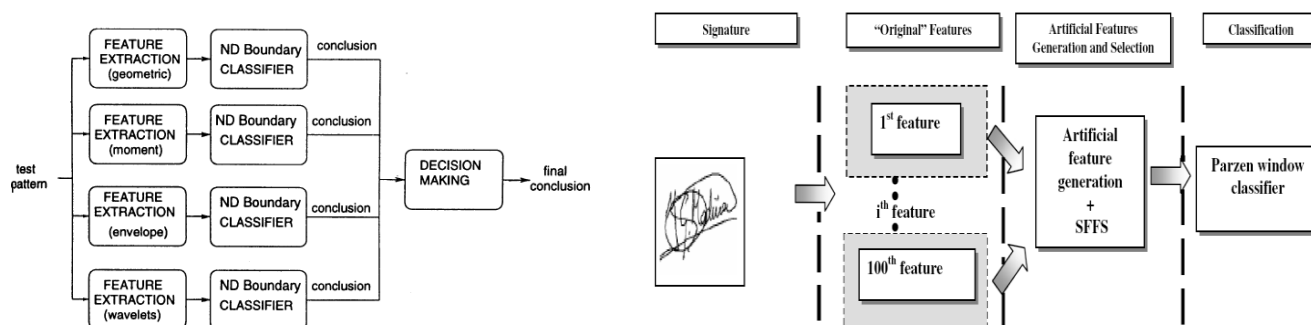 test
pattern
FEATURE
EXTRACTION
(geometric)
ND Boundary
CLASSIFIER
conclusion
FEATURE
EXTRACTION
(moment)
ND Boundary
CLASSIFIER
conclusion
FEATURE
EXTRACTION
(envelope)
ND Boundary
CLASSIFIER
conclusion
FEATURE
EXTRACTION
(wavelets)
ND Boundary
CLASSIFIER
conclusion
DECISION
MAKING
final
conclusion
Signature
“Original” Features
Artificial Features
Generation and Selection
Classification
1st feature
ith feature
100th feature
Artificial
feature
generation
+
SFFS
Parzen window
classifier